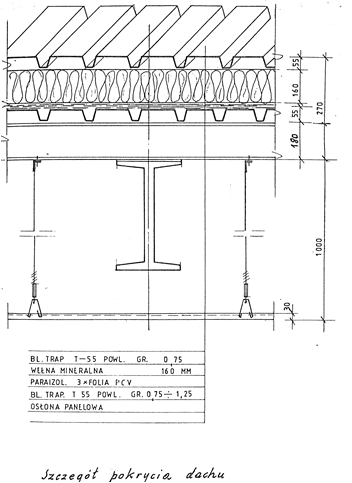 55
160
55
270
180
1000
30
BL. TRAP T-55 POWL. GR. 0,75
WEŁNA MINERALNA 160 MM
PARAIZOL. 3×FOLIA PCV
BL. TRAP. T 55 POWL. GR. 0,75÷1,25
OSŁONA PANELOWA
Szczegół pokrycia dachu